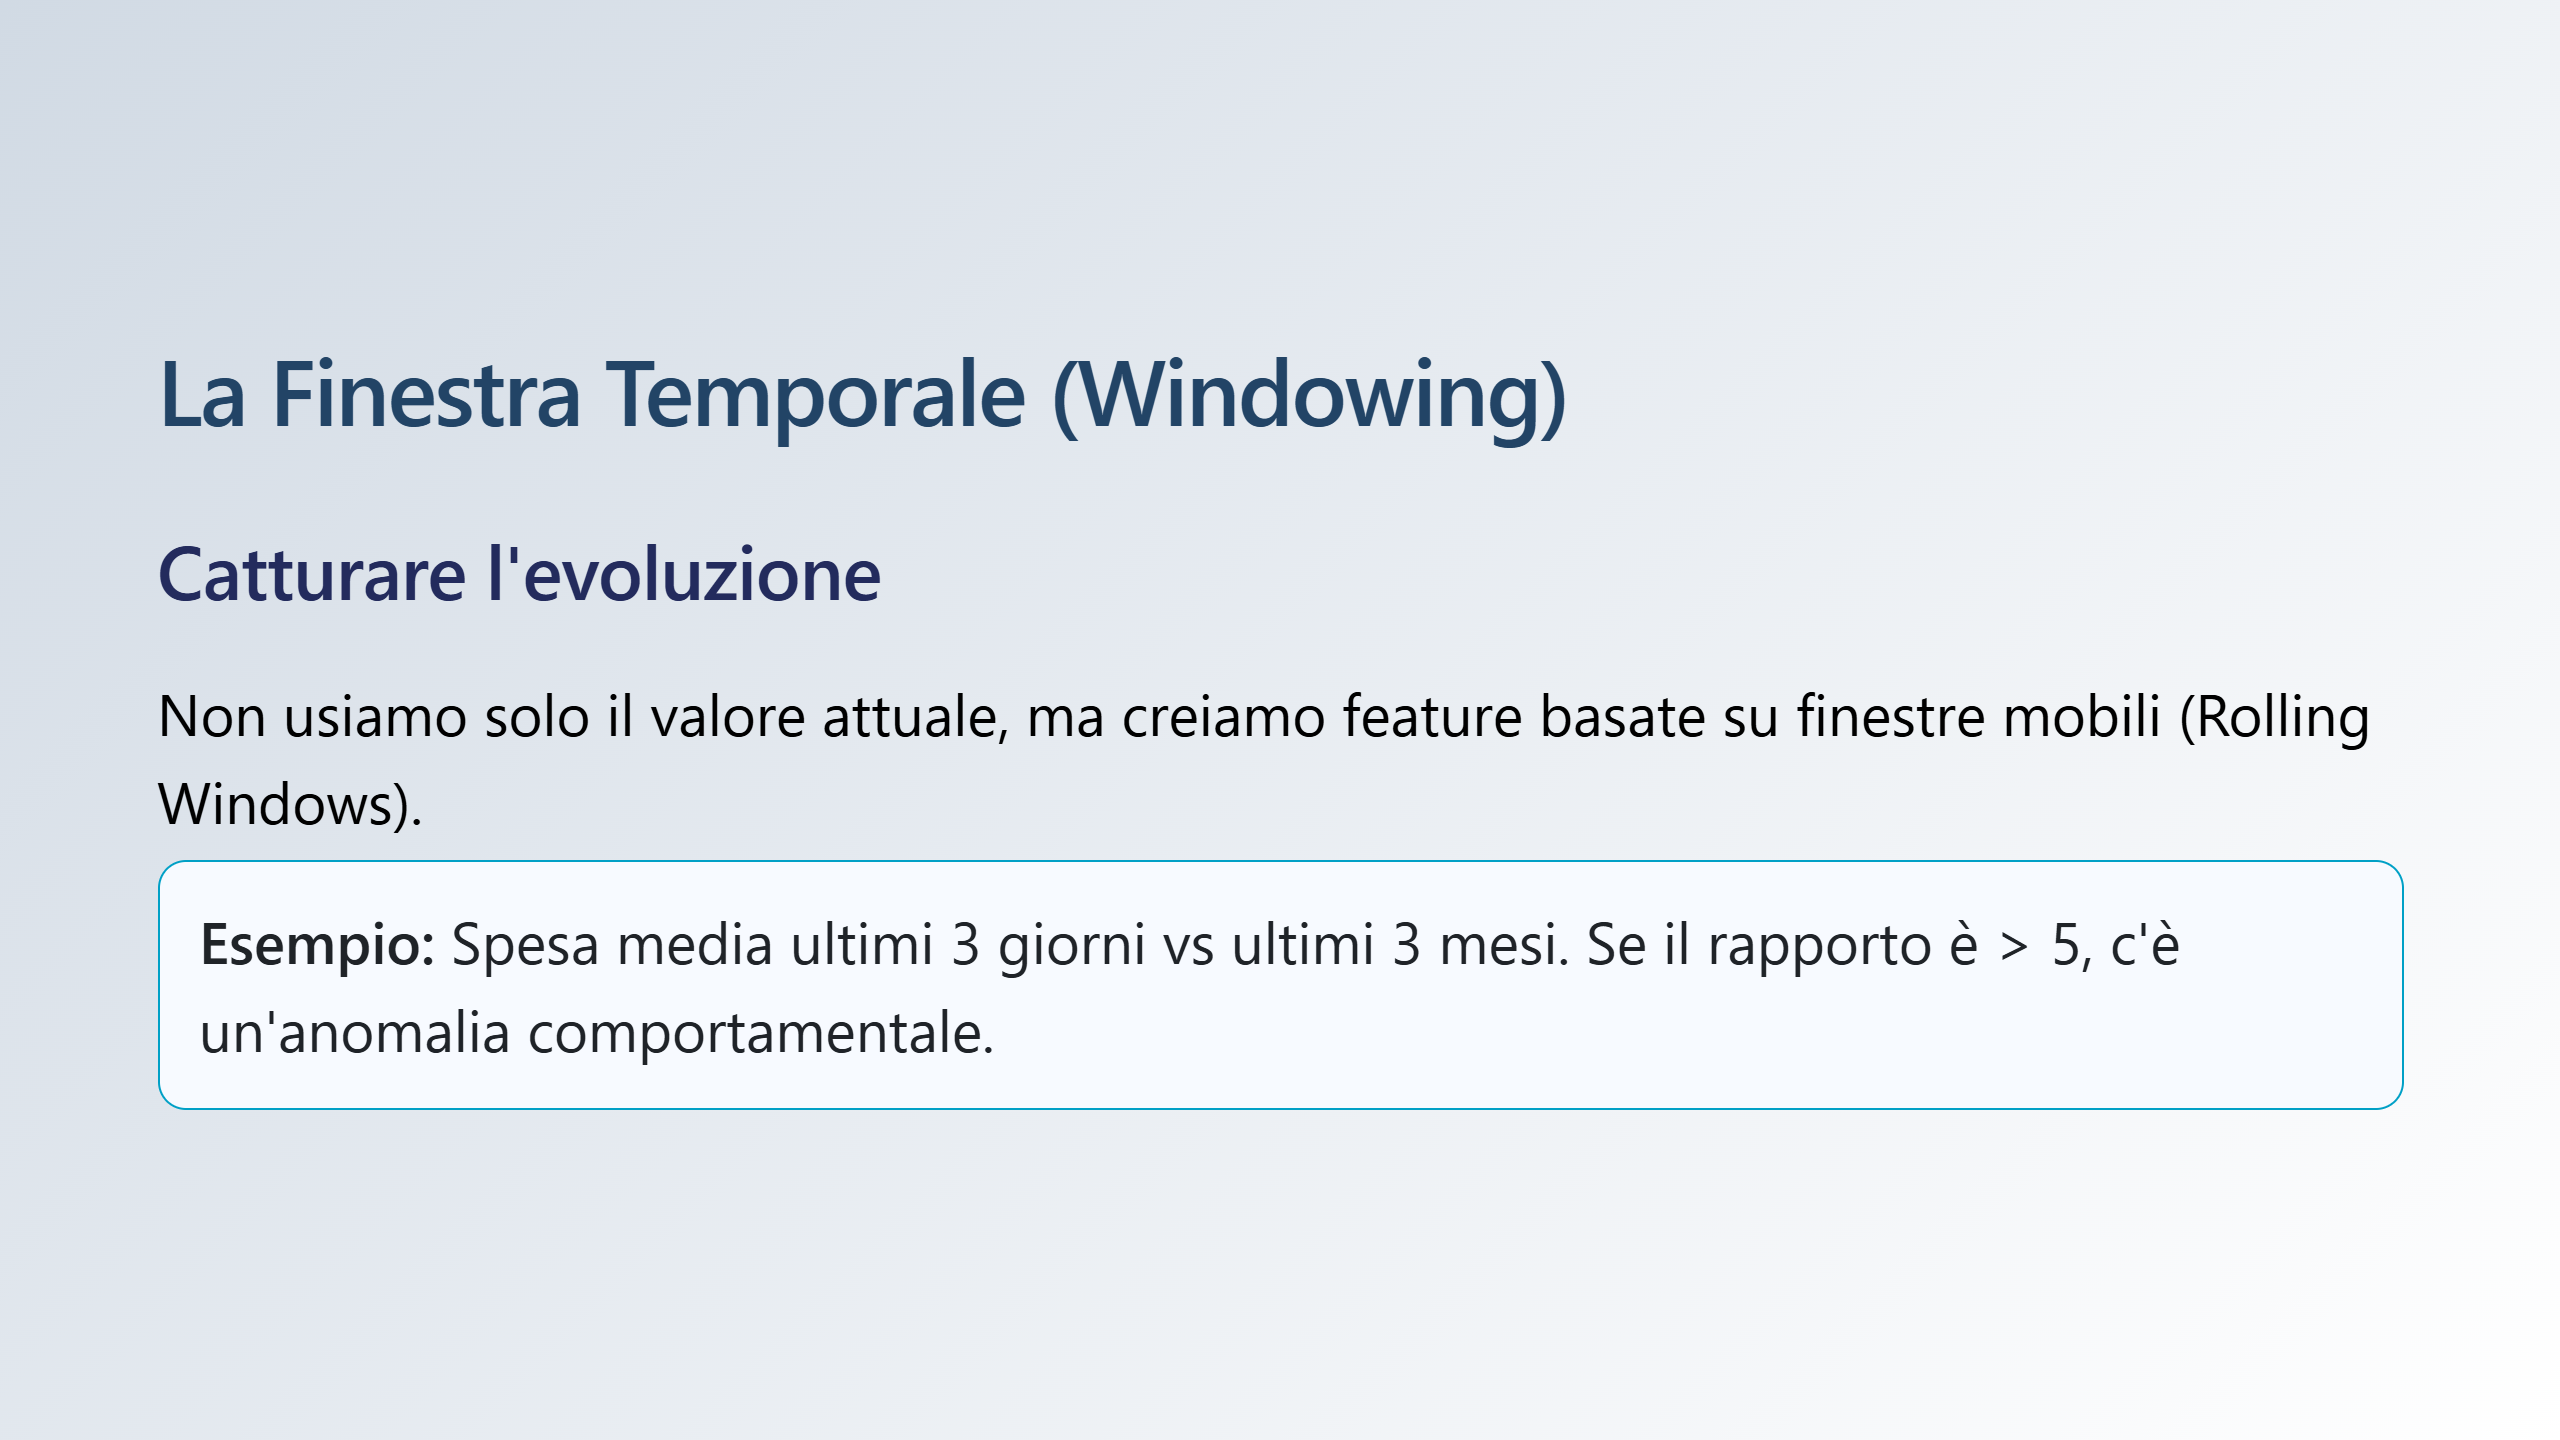 La Finestra Temporale (Windowing)
Catturare l'evoluzione
Non usiamo solo il valore attuale, ma creiamo feature basate su finestre mobili (Rolling
Windows).
Esempio: Spesa media ultimi 3 giorni vs ultimi 3 mesi. Se il rapporto è > 5, c'è
un'anomalia comportamentale.